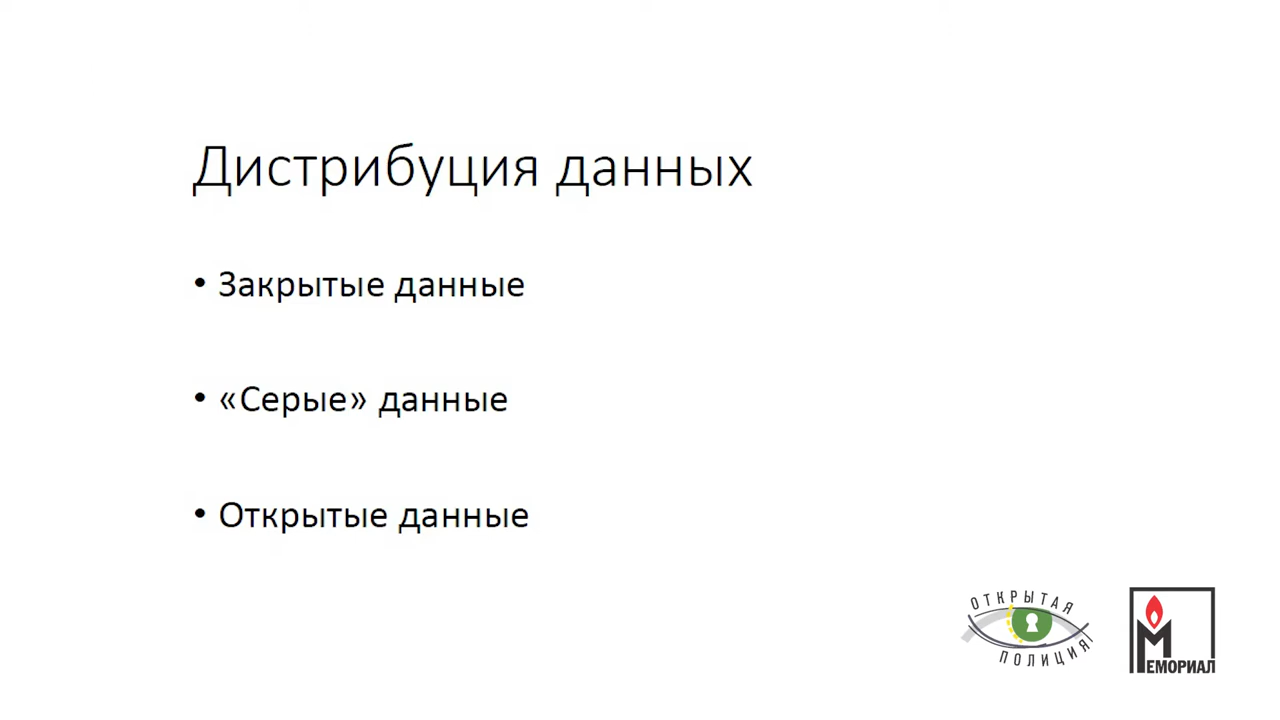 Дистрибуция данных
• Закрытые данные
• «Серые» данные
• Открытые данные
ОТКРЫТАЯ
ПОЛИЦИЯ
МЕМОРИАЛ